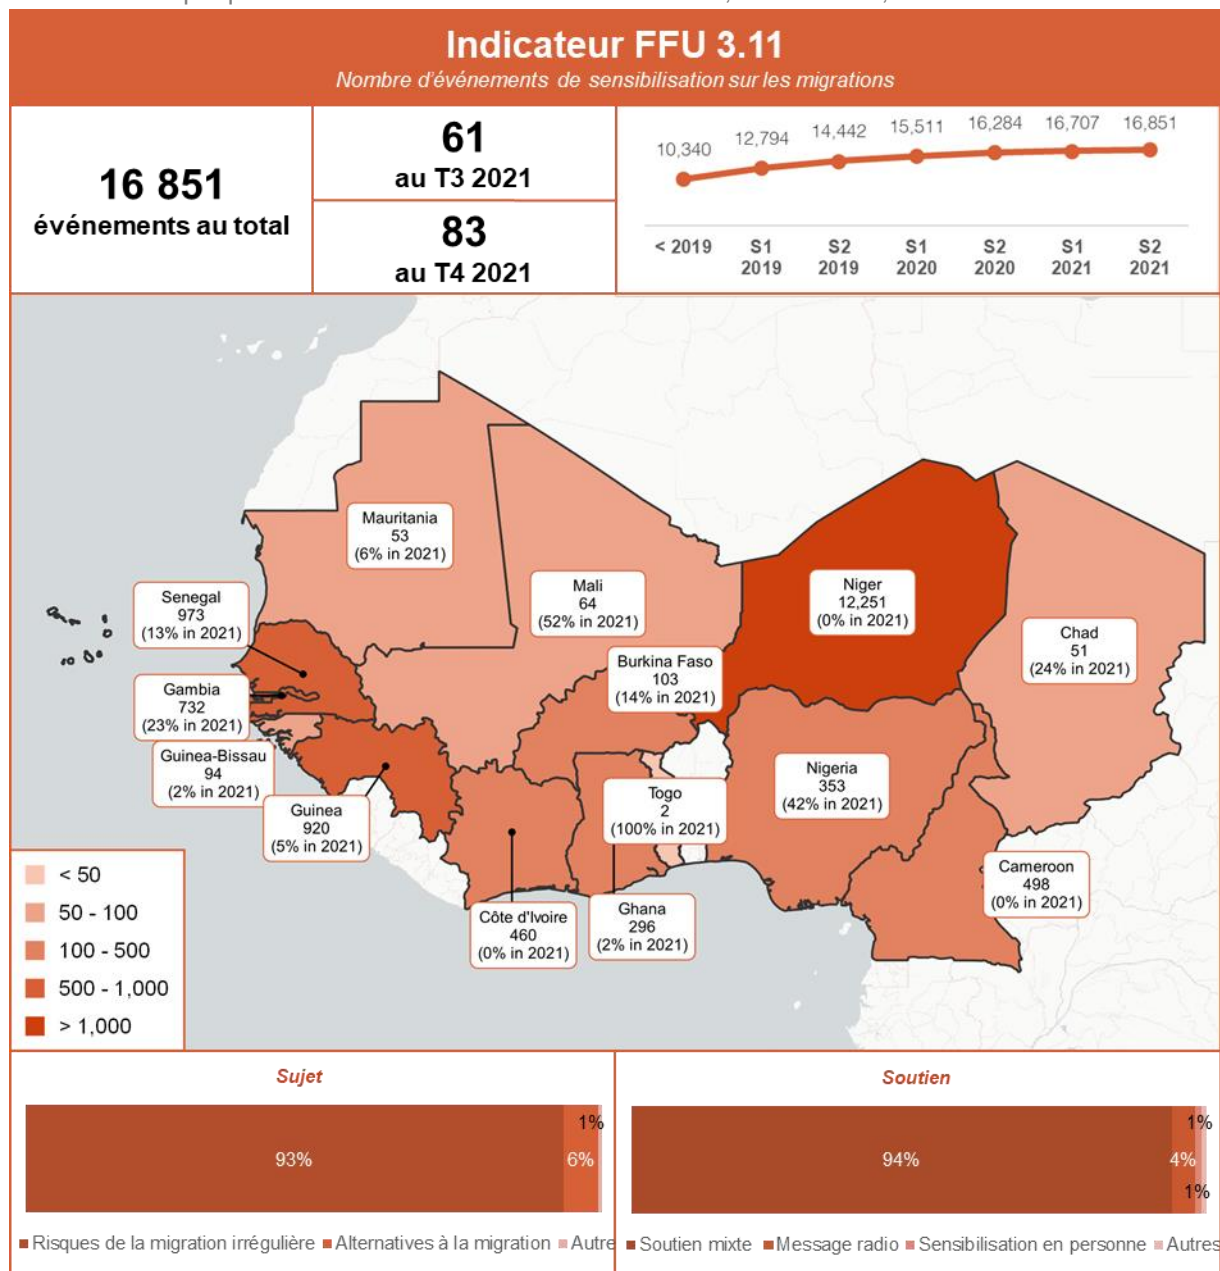 Indicateur FFU 3.11
Nombre d'événements de sensibilisation sur les migrations
16 851
événements au total
61
au T3 2021
83
au T4 2021
10,340
12,794
14,442
15,511
16,284
16,707
16,851
< 2019
S1
2019
S2
2019
S1
2020
S2
2020
S1
2021
S2
2021
Mauritania
53
(6% in 2021)
Mali
64
(52% in 2021)
Niger
12,251
(0% in 2021)
Chad
51
(24% in 2021)
Senegal
973
(13% in 2021)
Burkina Faso
103
(14% in 2021)
Gambia
732
(23% in 2021)
Guinea-Bissau
94
(2% in 2021)
Guinea
920
(5% in 2021)
Togo
2
(100% in 2021)
Nigeria
353
(42% in 2021)
Cameroon
498
(0% in 2021)
Côte d'Ivoire
460
(0% in 2021)
Ghana
296
(2% in 2021)
< 50
50 - 100
100 - 500
500 - 1,000
> 1,000
Sujet
93%
6%
1%
Risques de la migration irrégulière
Alternatives à la migration
Autre
Soutien
94%
4%
1%
1%
Soutien mixte
Message radio
Sensibilisation en personne
Autres